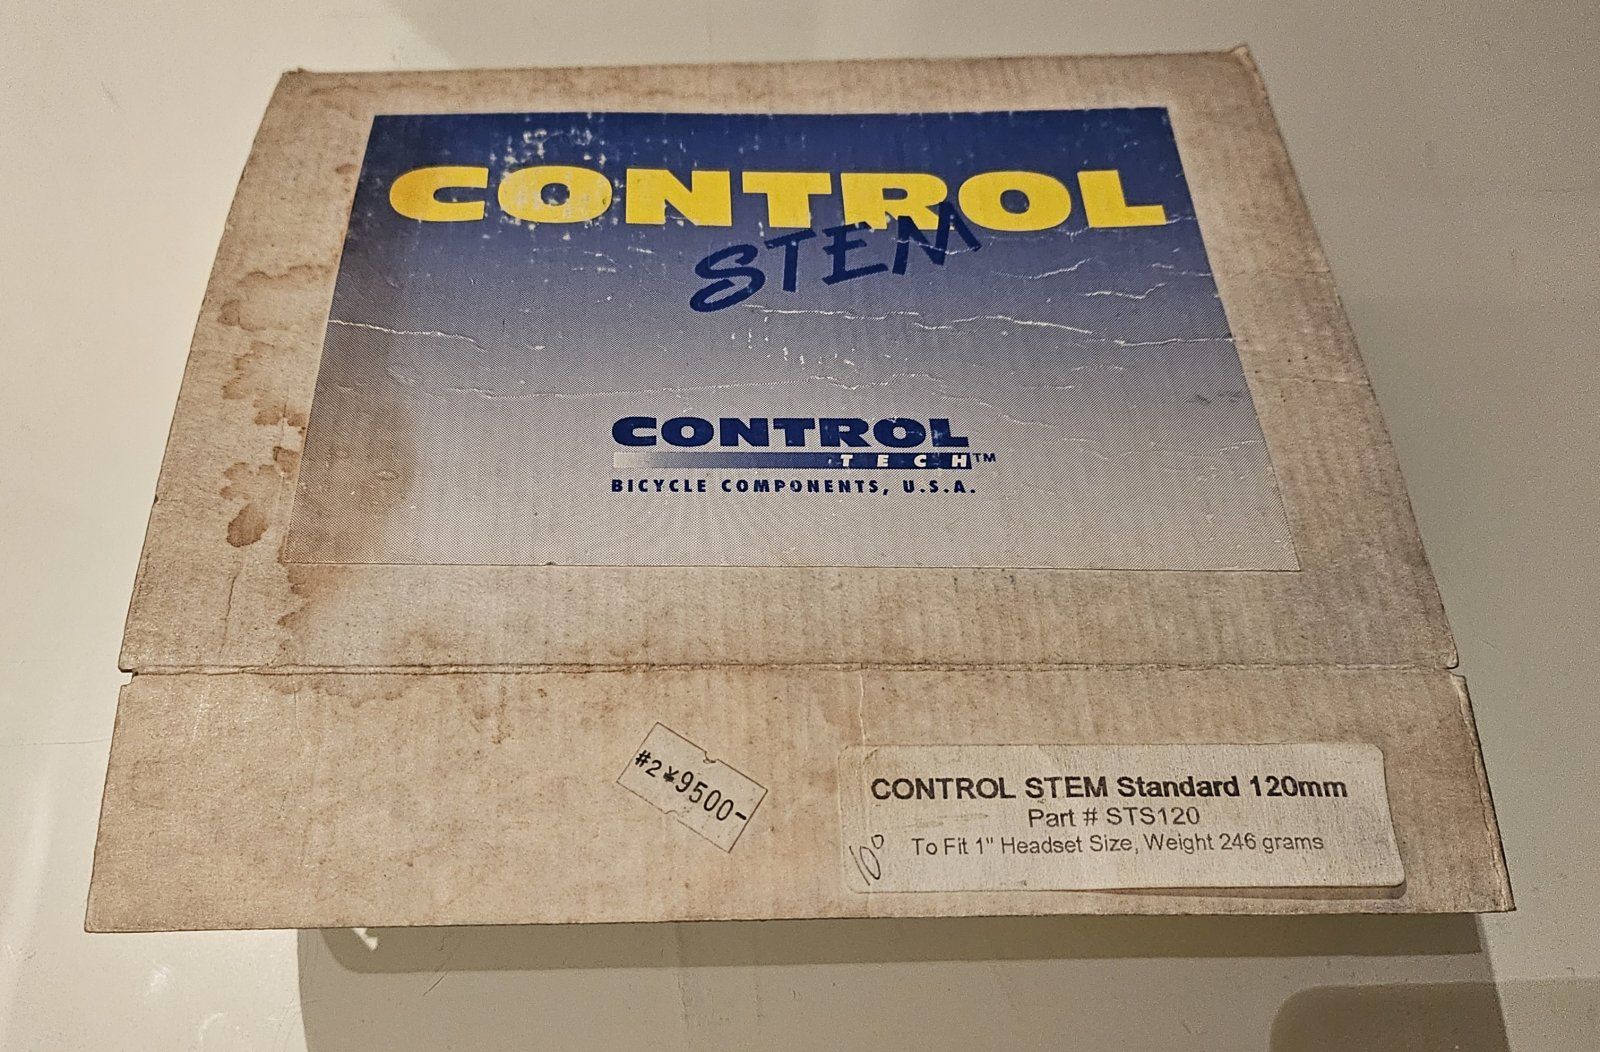 CONTROL
STEM
CONTROL
TECH™
BICYCLE COMPONENTS, U.S.A.
#2¥9500-
CONTROL STEM Standard 120mm
Part # STS120
To Fit 1" Headset Size, Weight 246 grams
10°